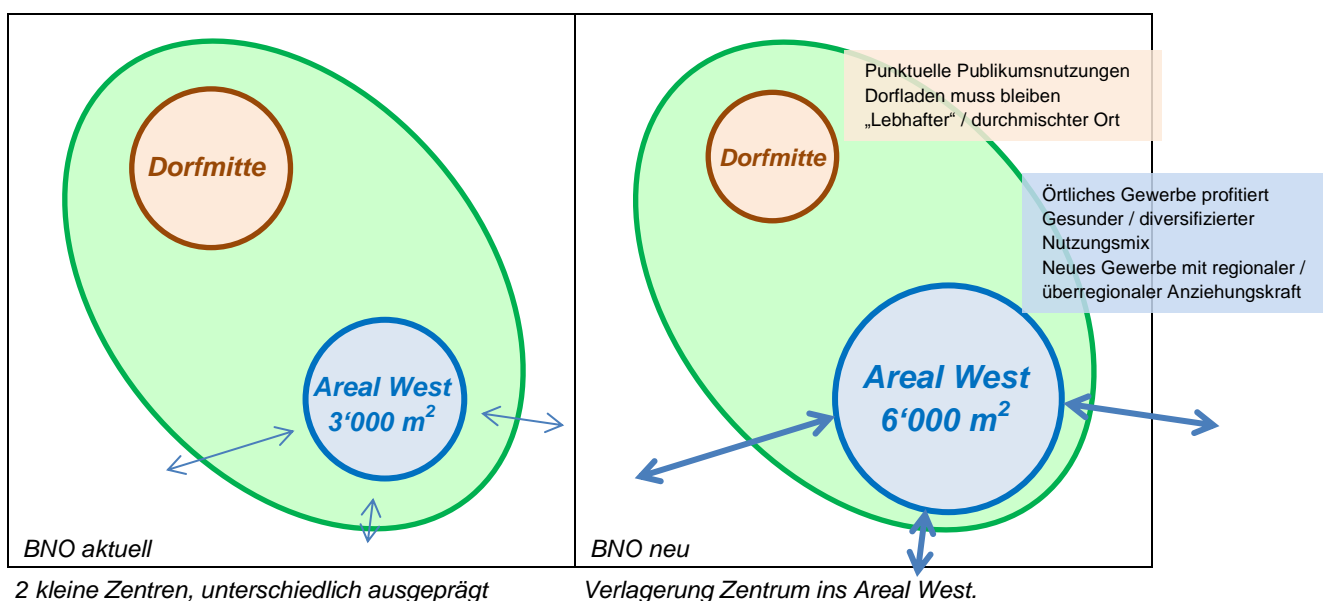 Dorfmitte
Areal West
3‘000 m²
BNO aktuell
2 kleine Zentren, unterschiedlich ausgeprägt
Punktuelle Publikumsnutzungen
Dorfladen muss bleiben
„Lebhafter“ / durchmischter Ort
Dorfmitte
Örtliches Gewerbe profitiert
Gesunder / diversifizierter
Nutzungsmix
Neues Gewerbe mit regionaler /
überregionaler Anziehungskraft
Areal West
6‘000 m²
BNO neu
Verlagerung Zentrum ins Areal West.